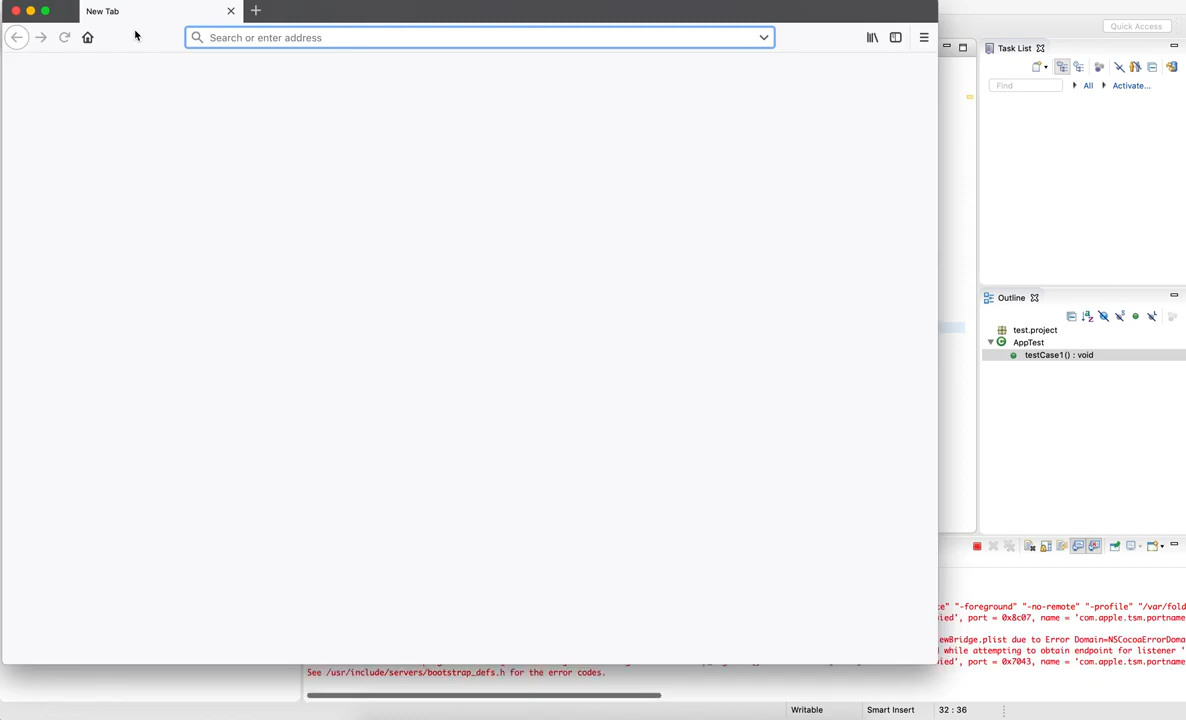 New Tab
Search or enter address
Quick Access
Task List
Find
All
Activate...
Outline
test.project
AppTest
testCase1() : void
"-foreground" "-no-remote" "-profile" "/var/fold
ied', port = 0x8c07, name = 'com.apple.tsm.portname
ewBridge.plist due to Error Domain=NSCocoaErrorDoma
while attempting to obtain endpoint for listener '
ied', port = 0x7043, name = 'com.apple.tsm.portname
See /usr/include/servers/bootstrap_defs.h for the error codes.
Writable
Smart Insert
32 : 36